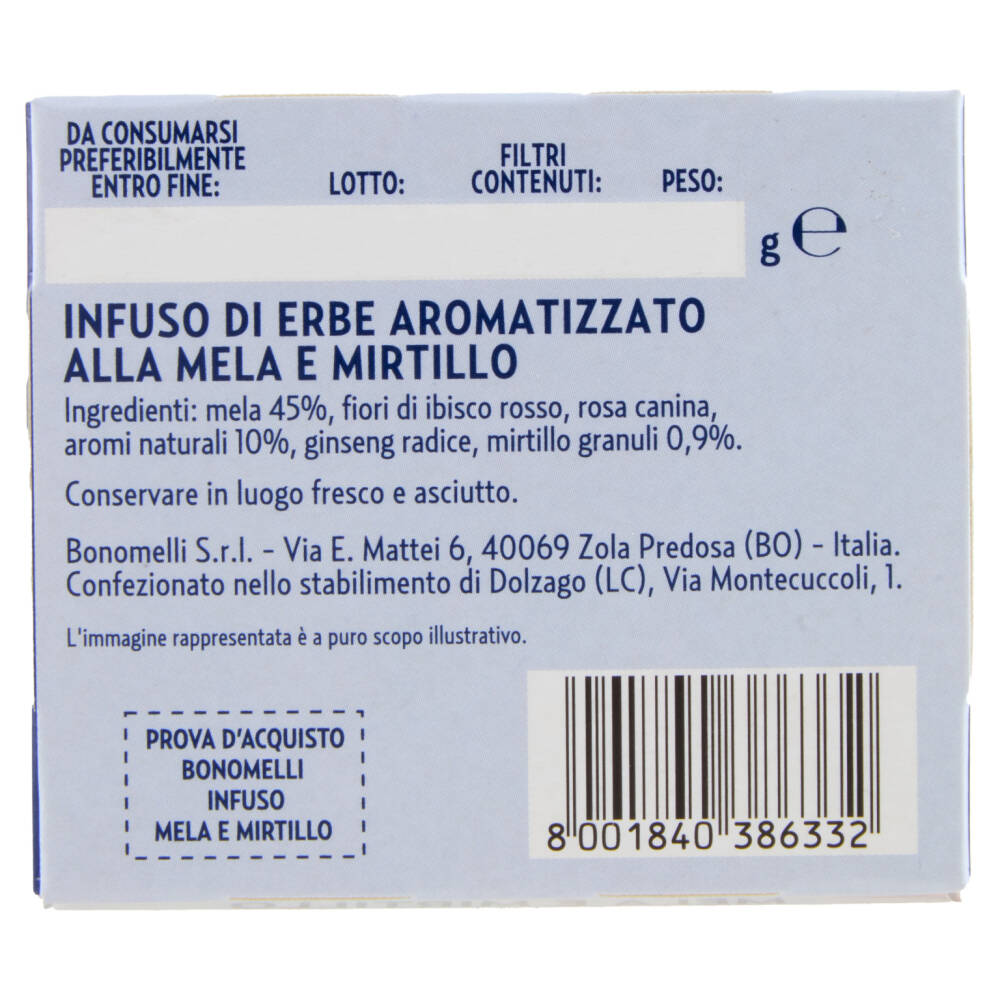 DA CONSUMARSI
PREFERIBILMENTE
ENTRO FINE:
LOTTO:
FILTRI
CONTENUTI:
PESO:
g ℮
INFUSO DI ERBE AROMATIZZATO
ALLA MELA E MIRTILLO
Ingredienti: mela 45%, fiori di ibisco rosso, rosa canina,
aromi naturali 10%, ginseng radice, mirtillo granuli 0,9%.
Conservare in luogo fresco e asciutto.
Bonomelli S.r.l. - Via E. Mattei 6, 40069 Zola Predosa (BO) - Italia.
Confezionato nello stabilimento di Dolzago (LC), Via Montecuccoli, 1.
L'immagine rappresentata è a puro scopo illustrativo.
PROVA D'ACQUISTO
BONOMELLI
INFUSO
MELA E MIRTILLO
8 001840 386332